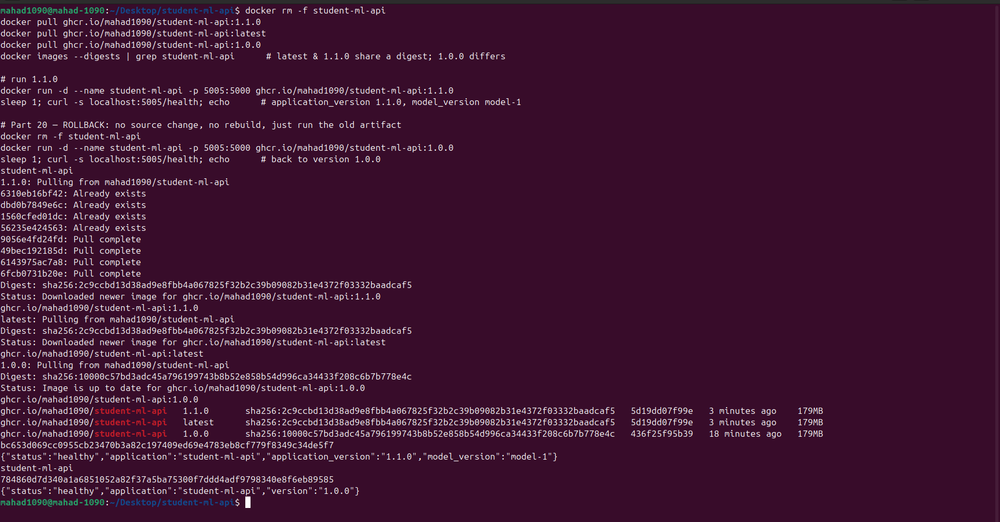 mahad1090@mahad-1090:~/Desktop/student-ml-api$ docker rm -f student-ml-api
docker pull ghcr.io/mahad1090/student-ml-api:1.1.0
docker pull ghcr.io/mahad1090/student-ml-api:latest
docker pull ghcr.io/mahad1090/student-ml-api:1.0.0
docker images --digests | grep student-ml-api      # latest & 1.1.0 share a digest; 1.0.0 differs

# run 1.1.0
docker run -d --name student-ml-api -p 5005:5000 ghcr.io/mahad1090/student-ml-api:1.1.0
sleep 1; curl -s localhost:5005/health; echo      # application_version 1.1.0, model_version model-1

# Part 20 — ROLLBACK: no source change, no rebuild, just run the old artifact
docker rm -f student-ml-api
docker run -d --name student-ml-api -p 5005:5000 ghcr.io/mahad1090/student-ml-api:1.0.0
sleep 1; curl -s localhost:5005/health; echo      # back to version 1.0.0
student-ml-api
1.1.0: Pulling from mahad1090/student-ml-api
6310eb16bf42: Already exists
dbd0b7849e6c: Already exists
1560cfed01dc: Already exists
56235e424563: Already exists
9056e4fd24fd: Pull complete
49bec192185d: Pull complete
6143975ac7a8: Pull complete
6fcb0731b20e: Pull complete
Digest: sha256:2c9ccbd13d38ad9e8fbb4a067825f32b2c39b09082b31e4372f03332baadcaf5
Status: Downloaded newer image for ghcr.io/mahad1090/student-ml-api:1.1.0
ghcr.io/mahad1090/student-ml-api:1.1.0
latest: Pulling from mahad1090/student-ml-api
Digest: sha256:2c9ccbd13d38ad9e8fbb4a067825f32b2c39b09082b31e4372f03332baadcaf5
Status: Downloaded newer image for ghcr.io/mahad1090/student-ml-api:latest
ghcr.io/mahad1090/student-ml-api:latest
1.0.0: Pulling from mahad1090/student-ml-api
Digest: sha256:10000c57bd3adc45a796199743b8b52e858b54d996ca34433f208c6b7b778e4c
Status: Image is up to date for ghcr.io/mahad1090/student-ml-api:1.0.0
ghcr.io/mahad1090/student-ml-api:1.0.0
ghcr.io/mahad1090/student-ml-api   1.1.0       sha256:2c9ccbd13d38ad9e8fbb4a067825f32b2c39b09082b31e4372f03332baadcaf5   5d19dd07f99e   3 minutes ago    179MB
ghcr.io/mahad1090/student-ml-api   latest      sha256:2c9ccbd13d38ad9e8fbb4a067825f32b2c39b09082b31e4372f03332baadcaf5   5d19dd07f99e   3 minutes ago    179MB
ghcr.io/mahad1090/student-ml-api   1.0.0       sha256:10000c57bd3adc45a796199743b8b52e858b54d996ca34433f208c6b7b778e4c   436f25f95b39   18 minutes ago   179MB
bc653d069cc0955cb23470b3a82c197409ed69e4783eb8cf779f8349c34de5f7
{"status":"healthy","application":"student-ml-api","application_version":"1.1.0","model_version":"model-1"}
student-ml-api
784860d7d340a1a6851052a82f37a5ba75300f7ddd4adf9798340e8f6eb89585
{"status":"healthy","application":"student-ml-api","version":"1.0.0"}
mahad1090@mahad-1090:~/Desktop/student-ml-api$